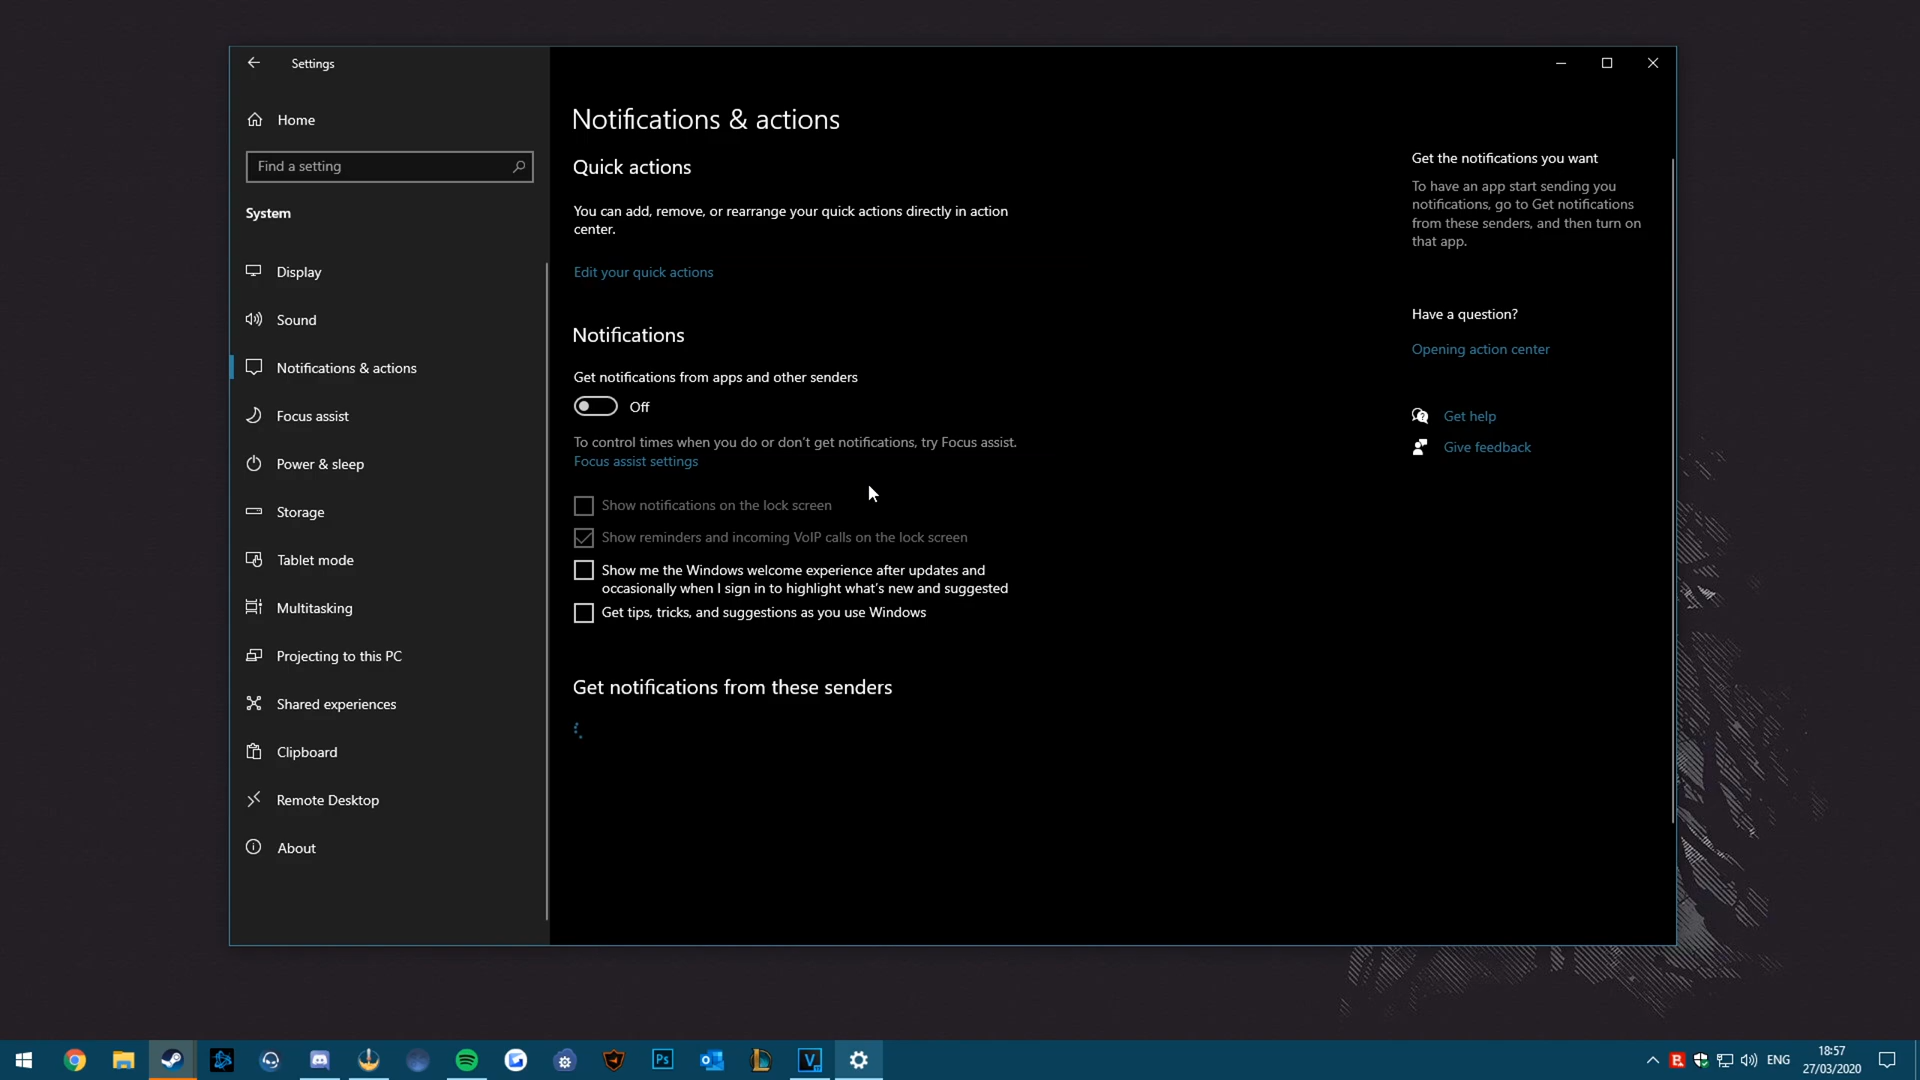 Settings
Home
Find a setting
System
Display
Sound
Notifications & actions
Focus assist
Power & sleep
Storage
Tablet mode
Multitasking
Projecting to this PC
Shared experiences
Clipboard
Remote Desktop
About
Notifications & actions
Quick actions
You can add, remove, or rearrange your quick actions directly in action
center.
Edit your quick actions
Notifications
Get notifications from apps and other senders
Off
To control times when you do or don't get notifications, try Focus assist.
Focus assist settings
Show notifications on the lock screen
Show reminders and incoming VoIP calls on the lock screen
Show me the Windows welcome experience after updates and
occasionally when I sign in to highlight what's new and suggested
Get tips, tricks, and suggestions as you use Windows
Get notifications from these senders
Get the notifications you want
To have an app start sending you
notifications, go to Get notifications
from these senders, and then turn on
that app.
Have a question?
Opening action center
Get help
Give feedback
Ps
V
ENG
18:57
27/03/2020